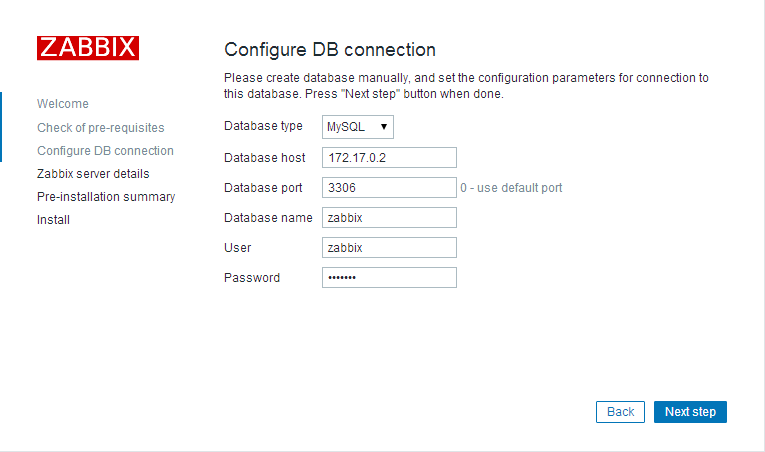 ZABBIX
Welcome
Check of pre-requisites
Configure DB connection
Zabbix server details
Pre-installation summary
Install
Configure DB connection
Please create database manually, and set the configuration parameters for connection to
this database. Press "Next step" button when done.
Database type MySQL ▼
Database host 172.17.0.2
Database port 3306 0 - use default port
Database name zabbix
User zabbix
Password •••••••
Back Next step